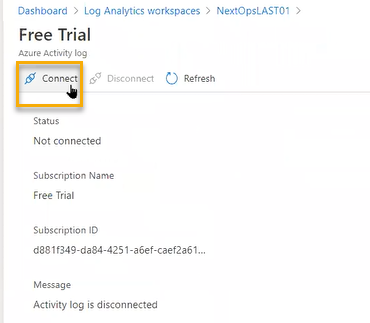 Dashboard > Log Analytics workspaces > NextOpsLAST01 >
Free Trial
Azure Activity log
Connect Disconnect Refresh
Status
Not connected
Subscription Name
Free Trial
Subscription ID
d881f349-da84-4251-a6ef-caef2a61...
Message
Activity log is disconnected